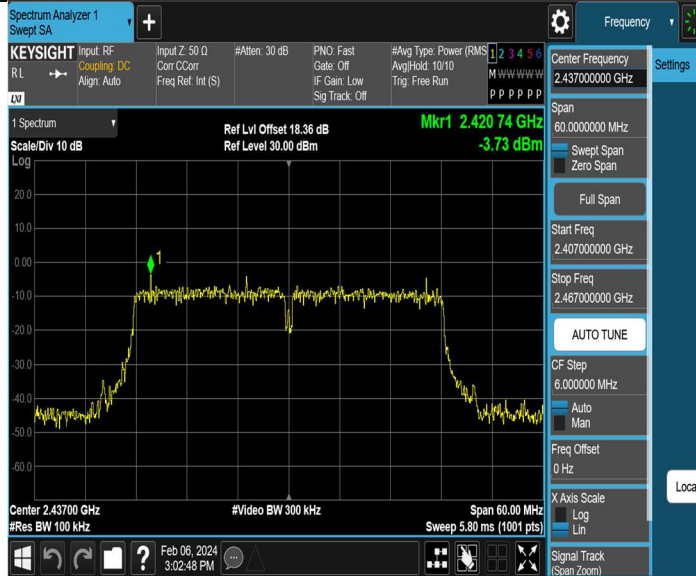 Spectrum Analyzer 1
Swept SA
Frequency
KEYSIGHT
RL
LXI
Input: RF
Coupling: DC
Align: Auto
Input Z: 50 Ω
Corr CCorr
Freq Ref: Int (S)
#Atten: 30 dB
PNO: Fast
Gate: Off
IF Gain: Low
Sig Track: Off
#Avg Type: Power (RMS
Avg|Hold: 10/10
Trig: Free Run
1 2 3 4 5 6
M W W W W W
P P P P P P
1 Spectrum
Scale/Div 10 dB
Log
Ref Lvl Offset 18.36 dB
Ref Level 30.00 dBm
Mkr1 2.420 74 GHz
-3.73 dBm
20.0
10.0
0.00
-10.0
-20.0
-30.0
-40.0
-50.0
-60.0
1
Center 2.43700 GHz
#Res BW 100 kHz
#Video BW 300 kHz
Span 60.00 MHz
Sweep 5.80 ms (1001 pts)
?
Feb 06, 2024
3:02:48 PM
Center Frequency
2.437000000 GHz
Span
60.0000000 MHz
Swept Span
Zero Span
Full Span
Start Freq
2.407000000 GHz
Stop Freq
2.467000000 GHz
AUTO TUNE
CF Step
6.000000 MHz
Auto
Man
Freq Offset
0 Hz
X Axis Scale
Log
Lin
Signal Track
(Span Zoom)
Settings
Loca